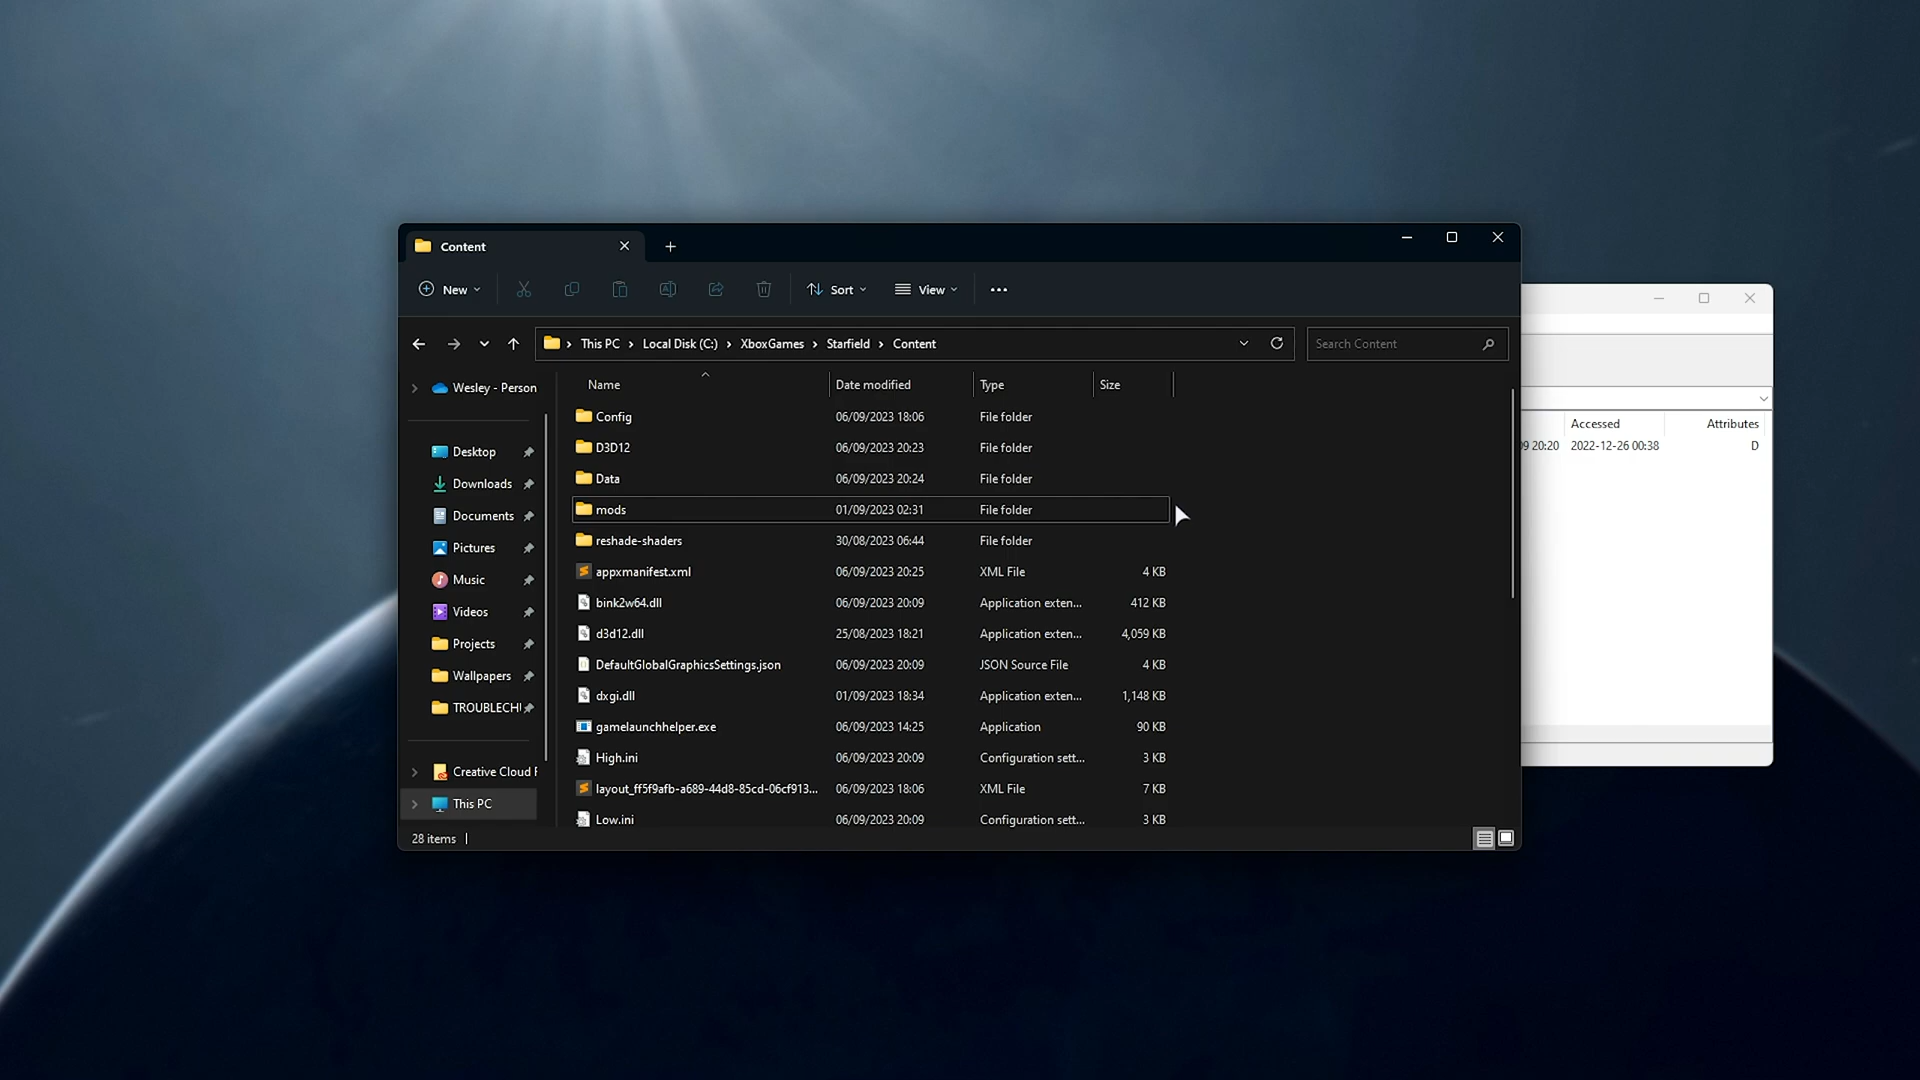 Content
New
Sort
View
This PC
Local Disk (C:)
XboxGames
Starfield
Content
Search Content
Wesley - Person
Desktop
Downloads
Documents
Pictures
Music
Videos
Projects
Wallpapers
TROUBLECH
Creative Cloud F
This PC
Name Date modified Type Size
Config 06/09/2023 18:06 File folder
D3D12 06/09/2023 20:23 File folder
Data 06/09/2023 20:24 File folder
mods 01/09/2023 02:31 File folder
reshade-shaders 30/08/2023 06:44 File folder
appxmanifest.xml 06/09/2023 20:25 XML File 4 KB
bink2w64.dll 06/09/2023 20:09 Application exten... 412 KB
d3d12.dll 25/08/2023 18:21 Application exten... 4,059 KB
DefaultGlobalGraphicsSettings.json 06/09/2023 20:09 JSON Source File 4 KB
dxgi.dll 01/09/2023 18:34 Application exten... 1,148 KB
gamelaunchhelper.exe 06/09/2023 14:25 Application 90 KB
High.ini 06/09/2023 20:09 Configuration sett... 3 KB
layout_ff5f9afb-a689-44d8-85cd-06cf913... 06/09/2023 18:06 XML File 7 KB
Low.ini 06/09/2023 20:09 Configuration sett... 3 KB
28 items
Accessed Attributes
09 20:20 2022-12-26 00:38 D